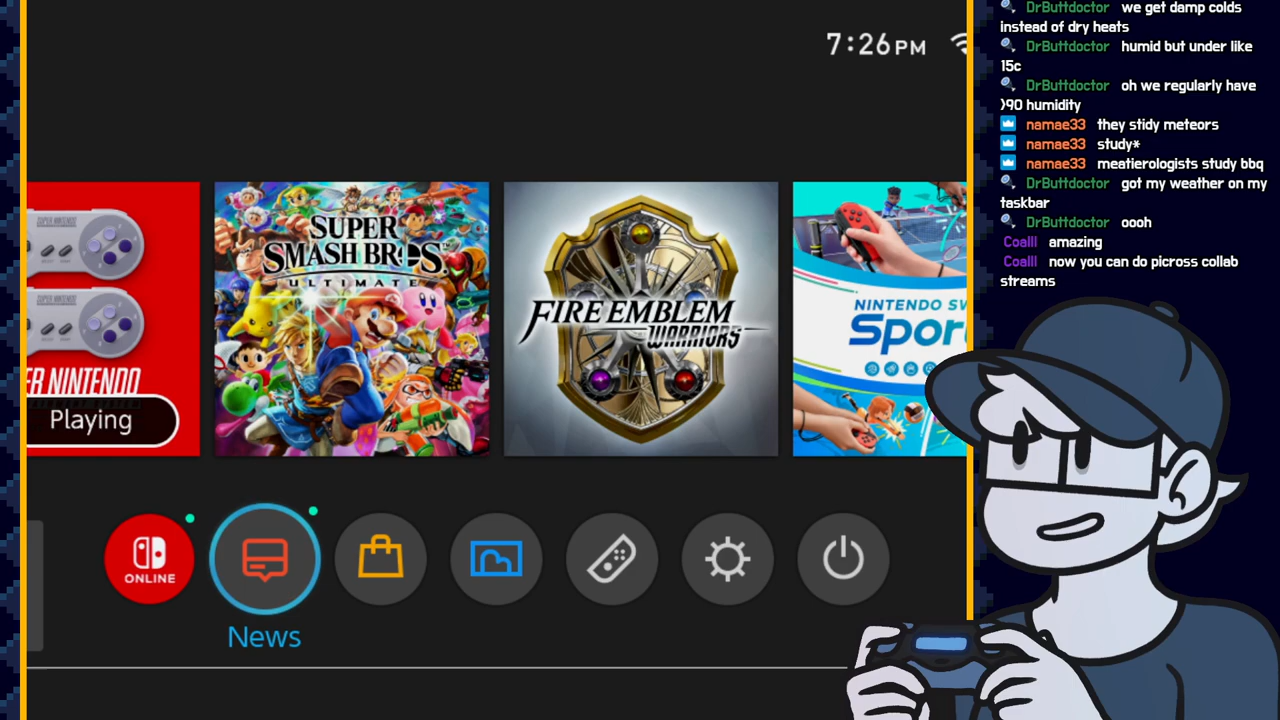 7:26PM
SUPER NINTENDO
ER NINTENDO
Playing
SUPER
SMASH BROS.
ULTIMATE
FIRE EMBLEM
WARRIORS
NINTENDO SW
Spor
ONLINE
News
DrButtdoctor we get damp colds
instead of dry heats
DrButtdoctor humid but under like
15c
DrButtdoctor oh we regularly have
>90 humidity
namae33 they stidy meteors
namae33 study*
namae33 meatierologists study bbq
DrButtdoctor got my weather on my
taskbar
DrButtdoctor oooh
Coalll amazing
Coalll now you can do picross collab
streams